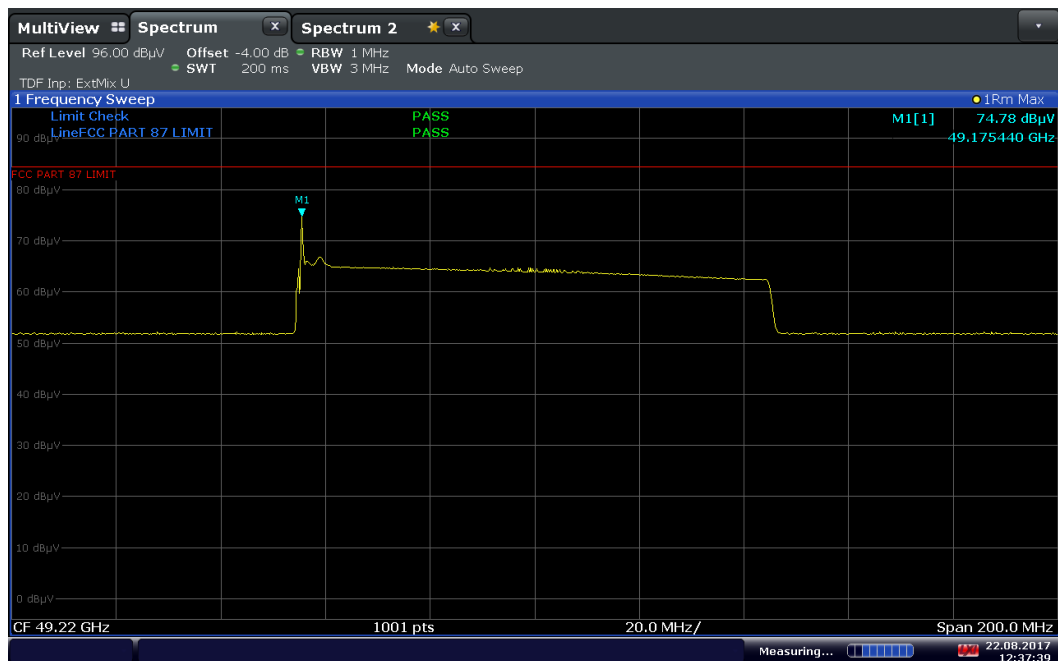 MultiView Spectrum X Spectrum 2 X
Ref Level 96.00 dBµV Offset -4.00 dB RBW 1 MHz
SWT 200 ms VBW 3 MHz Mode Auto Sweep
TDF Inp: ExtMix U
1 Frequency Sweep 1Rm Max
Limit Check PASS M1[1] 74.78 dBµV
90 dBµV LineFCC PART 87 LIMIT PASS 49.175440 GHz
FCC PART 87 LIMIT
80 dBµV
M1
70 dBµV
60 dBµV
50 dBµV
40 dBµV
30 dBµV
20 dBµV
10 dBµV
0 dBµV
CF 49.22 GHz 1001 pts 20.0 MHz/ Span 200.0 MHz
Measuring... 22.08.2017
12:37:39